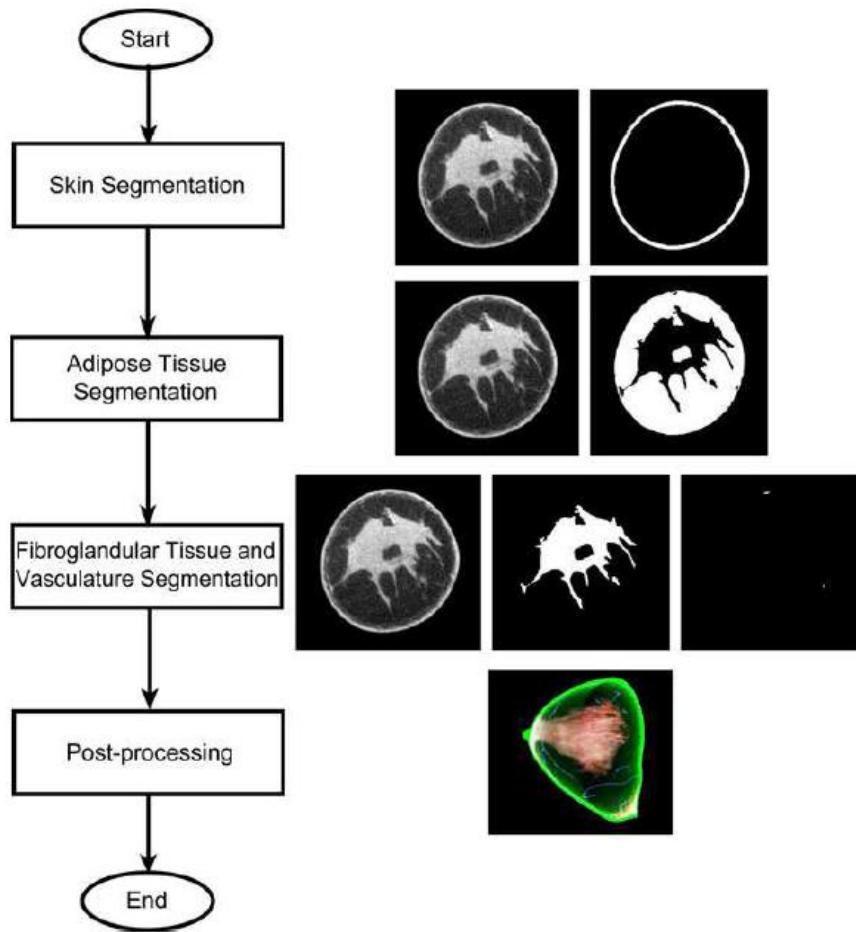 Start
Skin Segmentation
Adipose Tissue
Segmentation
Fibroglandular Tissue and
Vasculature Segmentation
Post-processing
End